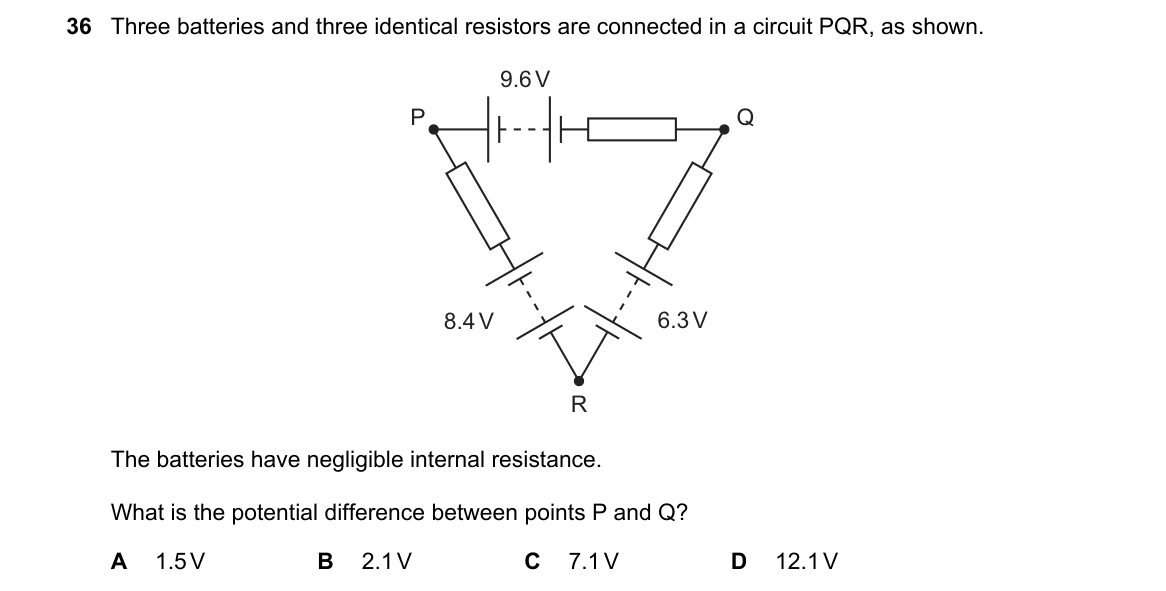 36 Three batteries and three identical resistors are connected in a circuit PQR, as shown.
9.6 V
P
Q
8.4 V
6.3 V
R
The batteries have negligible internal resistance.
What is the potential difference between points P and Q?
A 1.5 V B 2.1 V C 7.1 V D 12.1 V